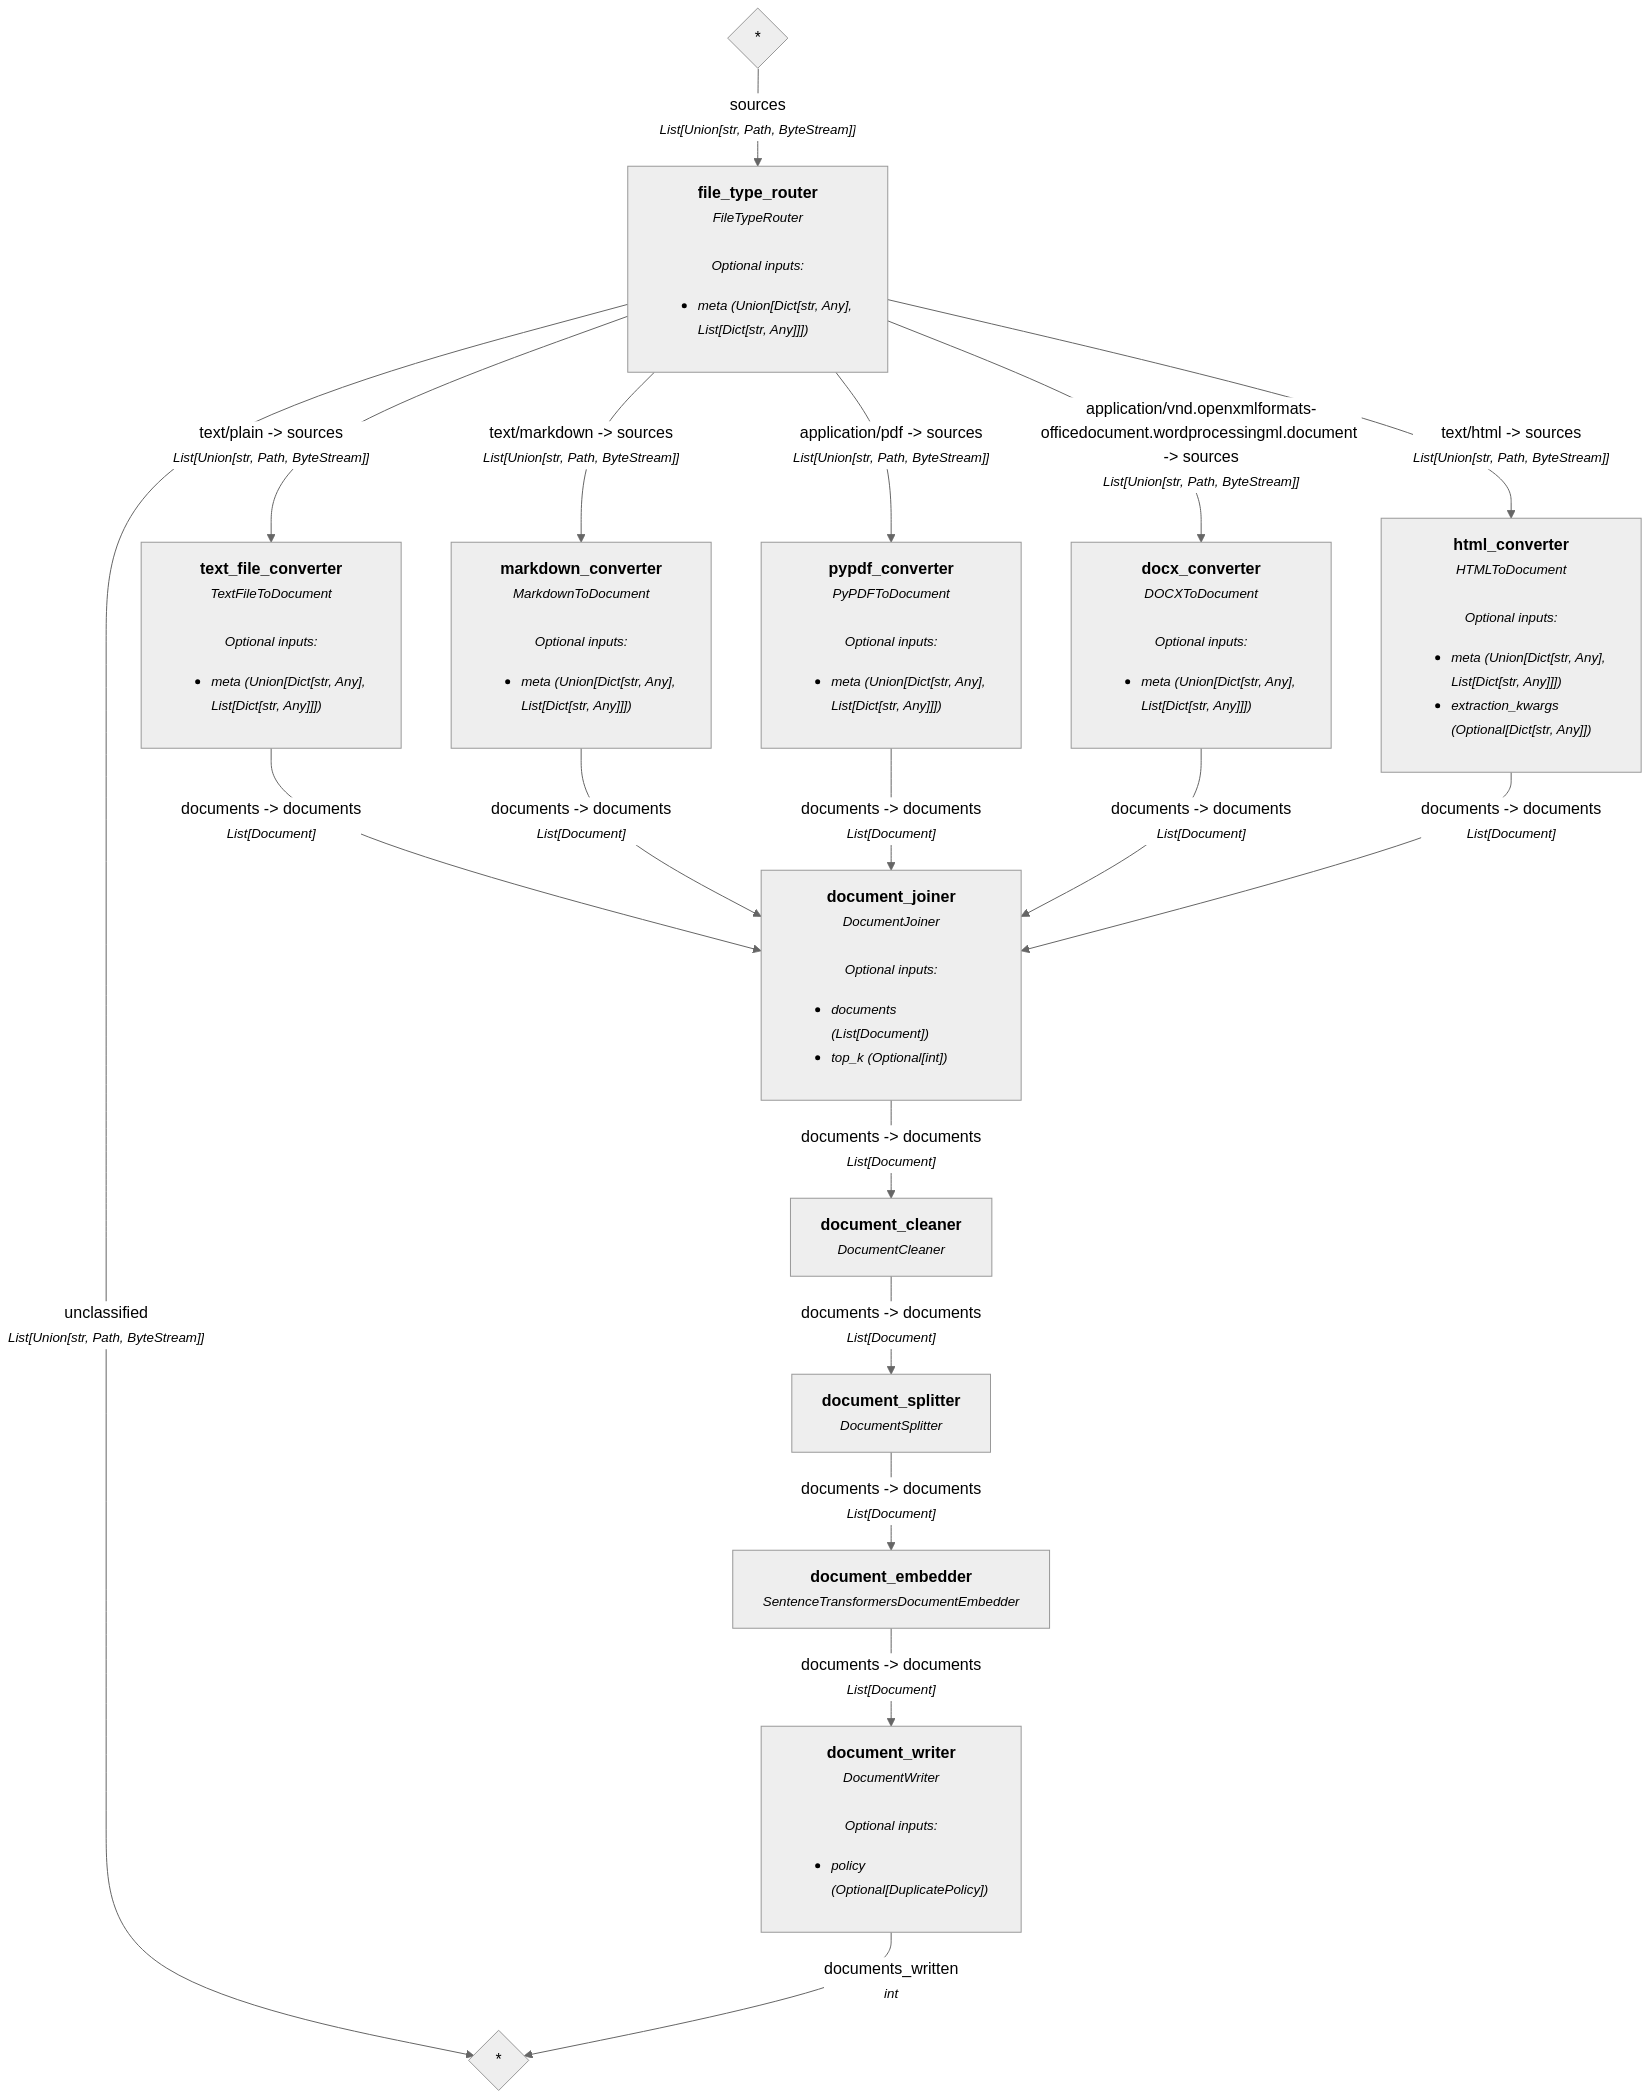 *
sources
List[Union[str, Path, ByteStream]]
file_type_router
FileTypeRouter
Optional inputs:
• meta (Union[Dict[str, Any],
List[Dict[str, Any]]])
text/plain -> sources
List[Union[str, Path, ByteStream]]
text/markdown -> sources
List[Union[str, Path, ByteStream]]
application/pdf -> sources
List[Union[str, Path, ByteStream]]
application/vnd.openxmlformats-
officedocument.wordprocessingml.document
-> sources
List[Union[str, Path, ByteStream]]
text/html -> sources
List[Union[str, Path, ByteStream]]
text_file_converter
TextFileToDocument
Optional inputs:
• meta (Union[Dict[str, Any],
List[Dict[str, Any]]])
markdown_converter
MarkdownToDocument
Optional inputs:
• meta (Union[Dict[str, Any],
List[Dict[str, Any]]])
pypdf_converter
PyPDFToDocument
Optional inputs:
• meta (Union[Dict[str, Any],
List[Dict[str, Any]]])
docx_converter
DOCXToDocument
Optional inputs:
• meta (Union[Dict[str, Any],
List[Dict[str, Any]]])
html_converter
HTMLToDocument
Optional inputs:
• meta (Union[Dict[str, Any],
List[Dict[str, Any]]])
• extraction_kwargs
(Optional[Dict[str, Any]])
documents -> documents
List[Document]
documents -> documents
List[Document]
documents -> documents
List[Document]
documents -> documents
List[Document]
documents -> documents
List[Document]
document_joiner
DocumentJoiner
Optional inputs:
• documents
(List[Document])
• top_k (Optional[int])
documents -> documents
List[Document]
document_cleaner
DocumentCleaner
unclassified
List[Union[str, Path, ByteStream]]
documents -> documents
List[Document]
document_splitter
DocumentSplitter
documents -> documents
List[Document]
document_embedder
SentenceTransformersDocumentEmbedder
documents -> documents
List[Document]
document_writer
DocumentWriter
Optional inputs:
• policy
(Optional[DuplicatePolicy])
documents_written
int
*